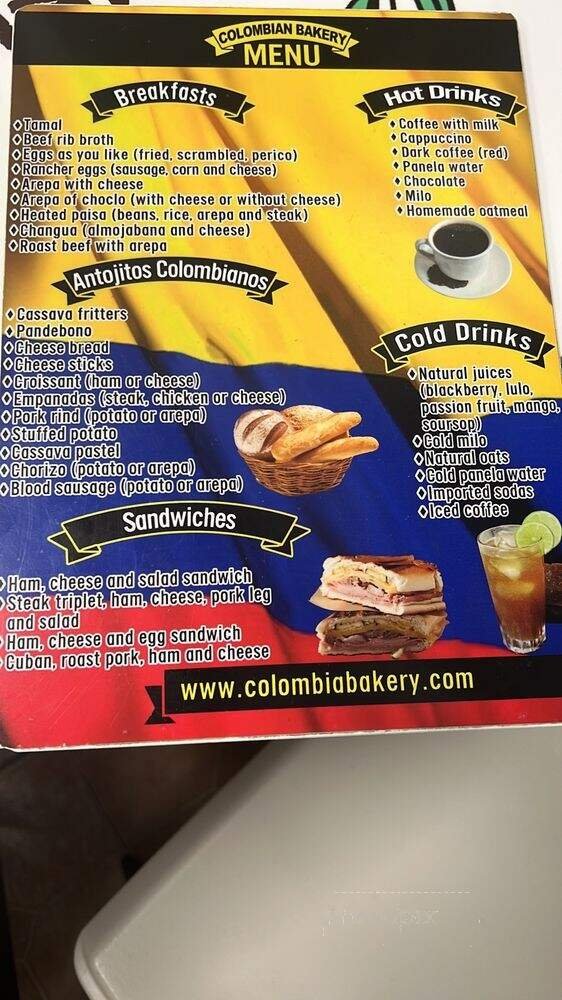 COLOMBIAN BAKERY
MENU
Breakfasts
Tamal
Beef rib broth
Eggs as you like (fried, scrambled, perico)
Rancher eggs (sausage, corn and cheese)
Arepa with cheese
Arepa of choclo (with cheese or without cheese)
Heated paisa (beans, rice, arepa and steak)
Changua (almojabana and cheese)
Roast beef with arepa
Antojitos Colombianos
Cassava fritters
Pandebono
Cheese bread
Cheese sticks
Croissant (ham or cheese)
Empanadas (steak, chicken or cheese)
Pork rind (potato or arepa)
Stuffed potato
Cassava pastel
Chorizo (potato or arepa)
Blood sausage (potato or arepa)
Sandwiches
Ham, cheese and salad sandwich
Steak triplet, ham, cheese, pork leg
and salad
Ham, cheese and egg sandwich
Cuban, roast pork, ham and cheese
Hot Drinks
Coffee with milk
Cappuccino
Dark coffee (red)
Panela water
Chocolate
Milo
Homemade oatmeal
Cold Drinks
Natural juices
(blockberry, lulo,
passion fruit, mango,
soursop)
Cold milo
Natural oats
Cold panela water
Imported sodas
Iced coffee
www.colombiabakery.com